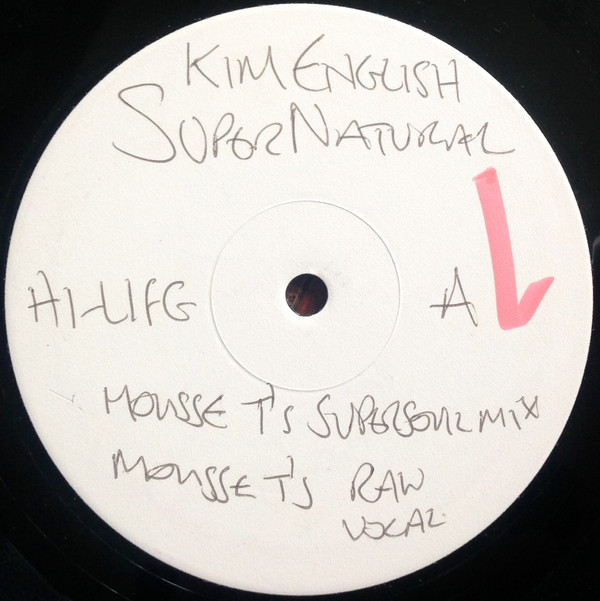 KIM ENGLISH
SUPERNATURAL
HI-LIFE
A
MOUSSE T'S SUPERSOUL MIX
MOUSSE T'S RAW
VOCAL